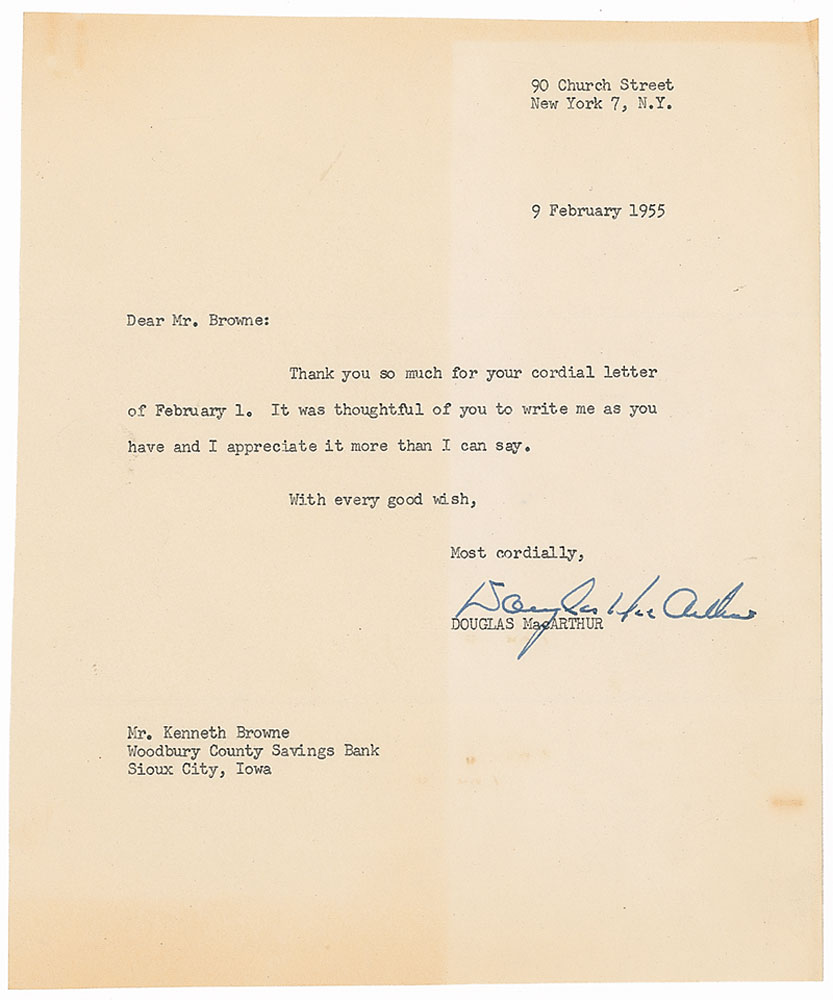 90 Church Street
New York 7, N.Y.
9 February 1955
Dear Mr. Browne:
Thank you so much for your cordial letter
of February 1. It was thoughtful of you to write me as you
have and I appreciate it more than I can say.
With every good wish,
Most cordially,
Douglas MacArthur
DOUGLAS MacARTHUR
Mr. Kenneth Browne
Woodbury County Savings Bank
Sioux City, Iowa